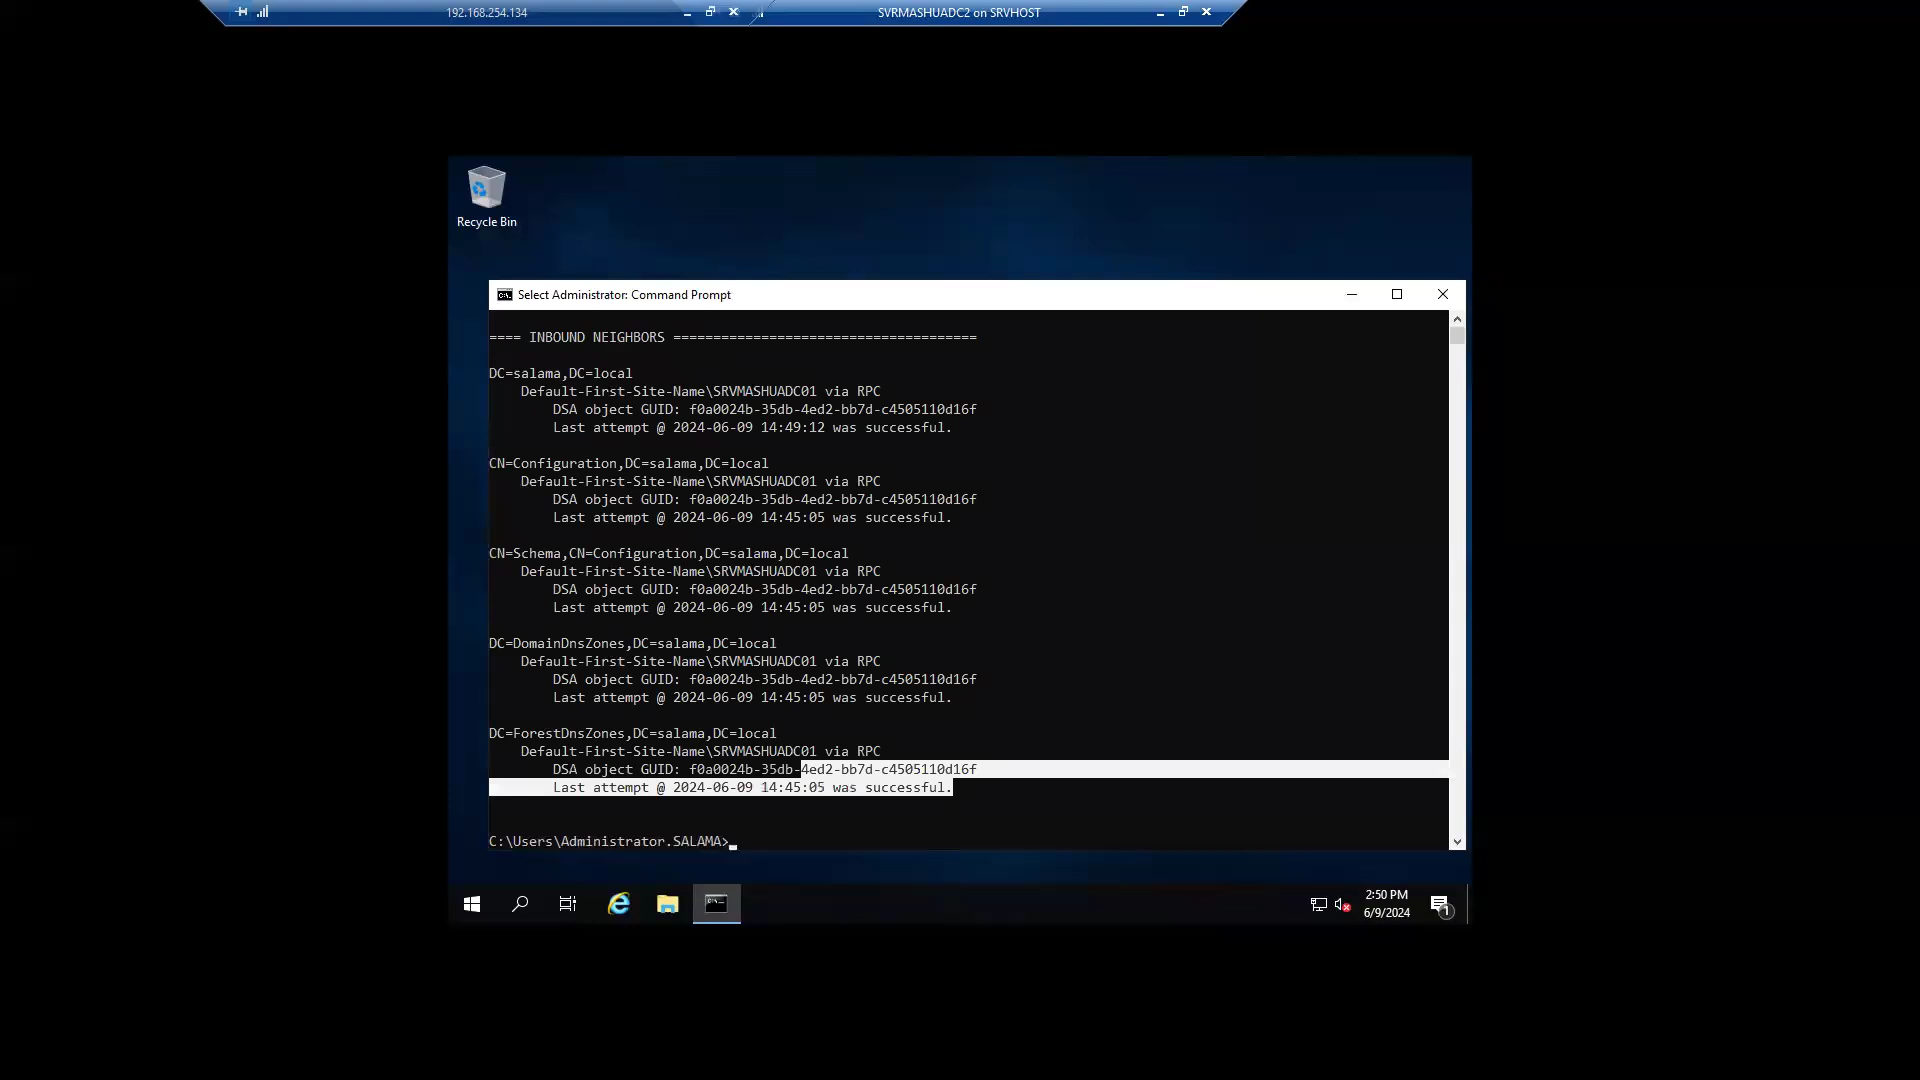 192.168.254.134
SVRMASHUADC2 on SRVHOST
Recycle Bin
Select Administrator: Command Prompt
==== INBOUND NEIGHBORS ======================================
DC=salama,DC=local
Default-First-Site-Name\SRVMASHUADC01 via RPC
DSA object GUID: f0a0024b-35db-4ed2-bb7d-c4505110d16f
Last attempt @ 2024-06-09 14:49:12 was successful.
CN=Configuration,DC=salama,DC=local
Default-First-Site-Name\SRVMASHUADC01 via RPC
DSA object GUID: f0a0024b-35db-4ed2-bb7d-c4505110d16f
Last attempt @ 2024-06-09 14:45:05 was successful.
CN=Schema,CN=Configuration,DC=salama,DC=local
Default-First-Site-Name\SRVMASHUADC01 via RPC
DSA object GUID: f0a0024b-35db-4ed2-bb7d-c4505110d16f
Last attempt @ 2024-06-09 14:45:05 was successful.
DC=DomainDnsZones,DC=salama,DC=local
Default-First-Site-Name\SRVMASHUADC01 via RPC
DSA object GUID: f0a0024b-35db-4ed2-bb7d-c4505110d16f
Last attempt @ 2024-06-09 14:45:05 was successful.
DC=ForestDnsZones,DC=salama,DC=local
Default-First-Site-Name\SRVMASHUADC01 via RPC
DSA object GUID: f0a0024b-35db-4ed2-bb7d-c4505110d16f
Last attempt @ 2024-06-09 14:45:05 was successful.
C:\Users\Administrator.SALAMA>
2:50 PM
6/9/2024
1